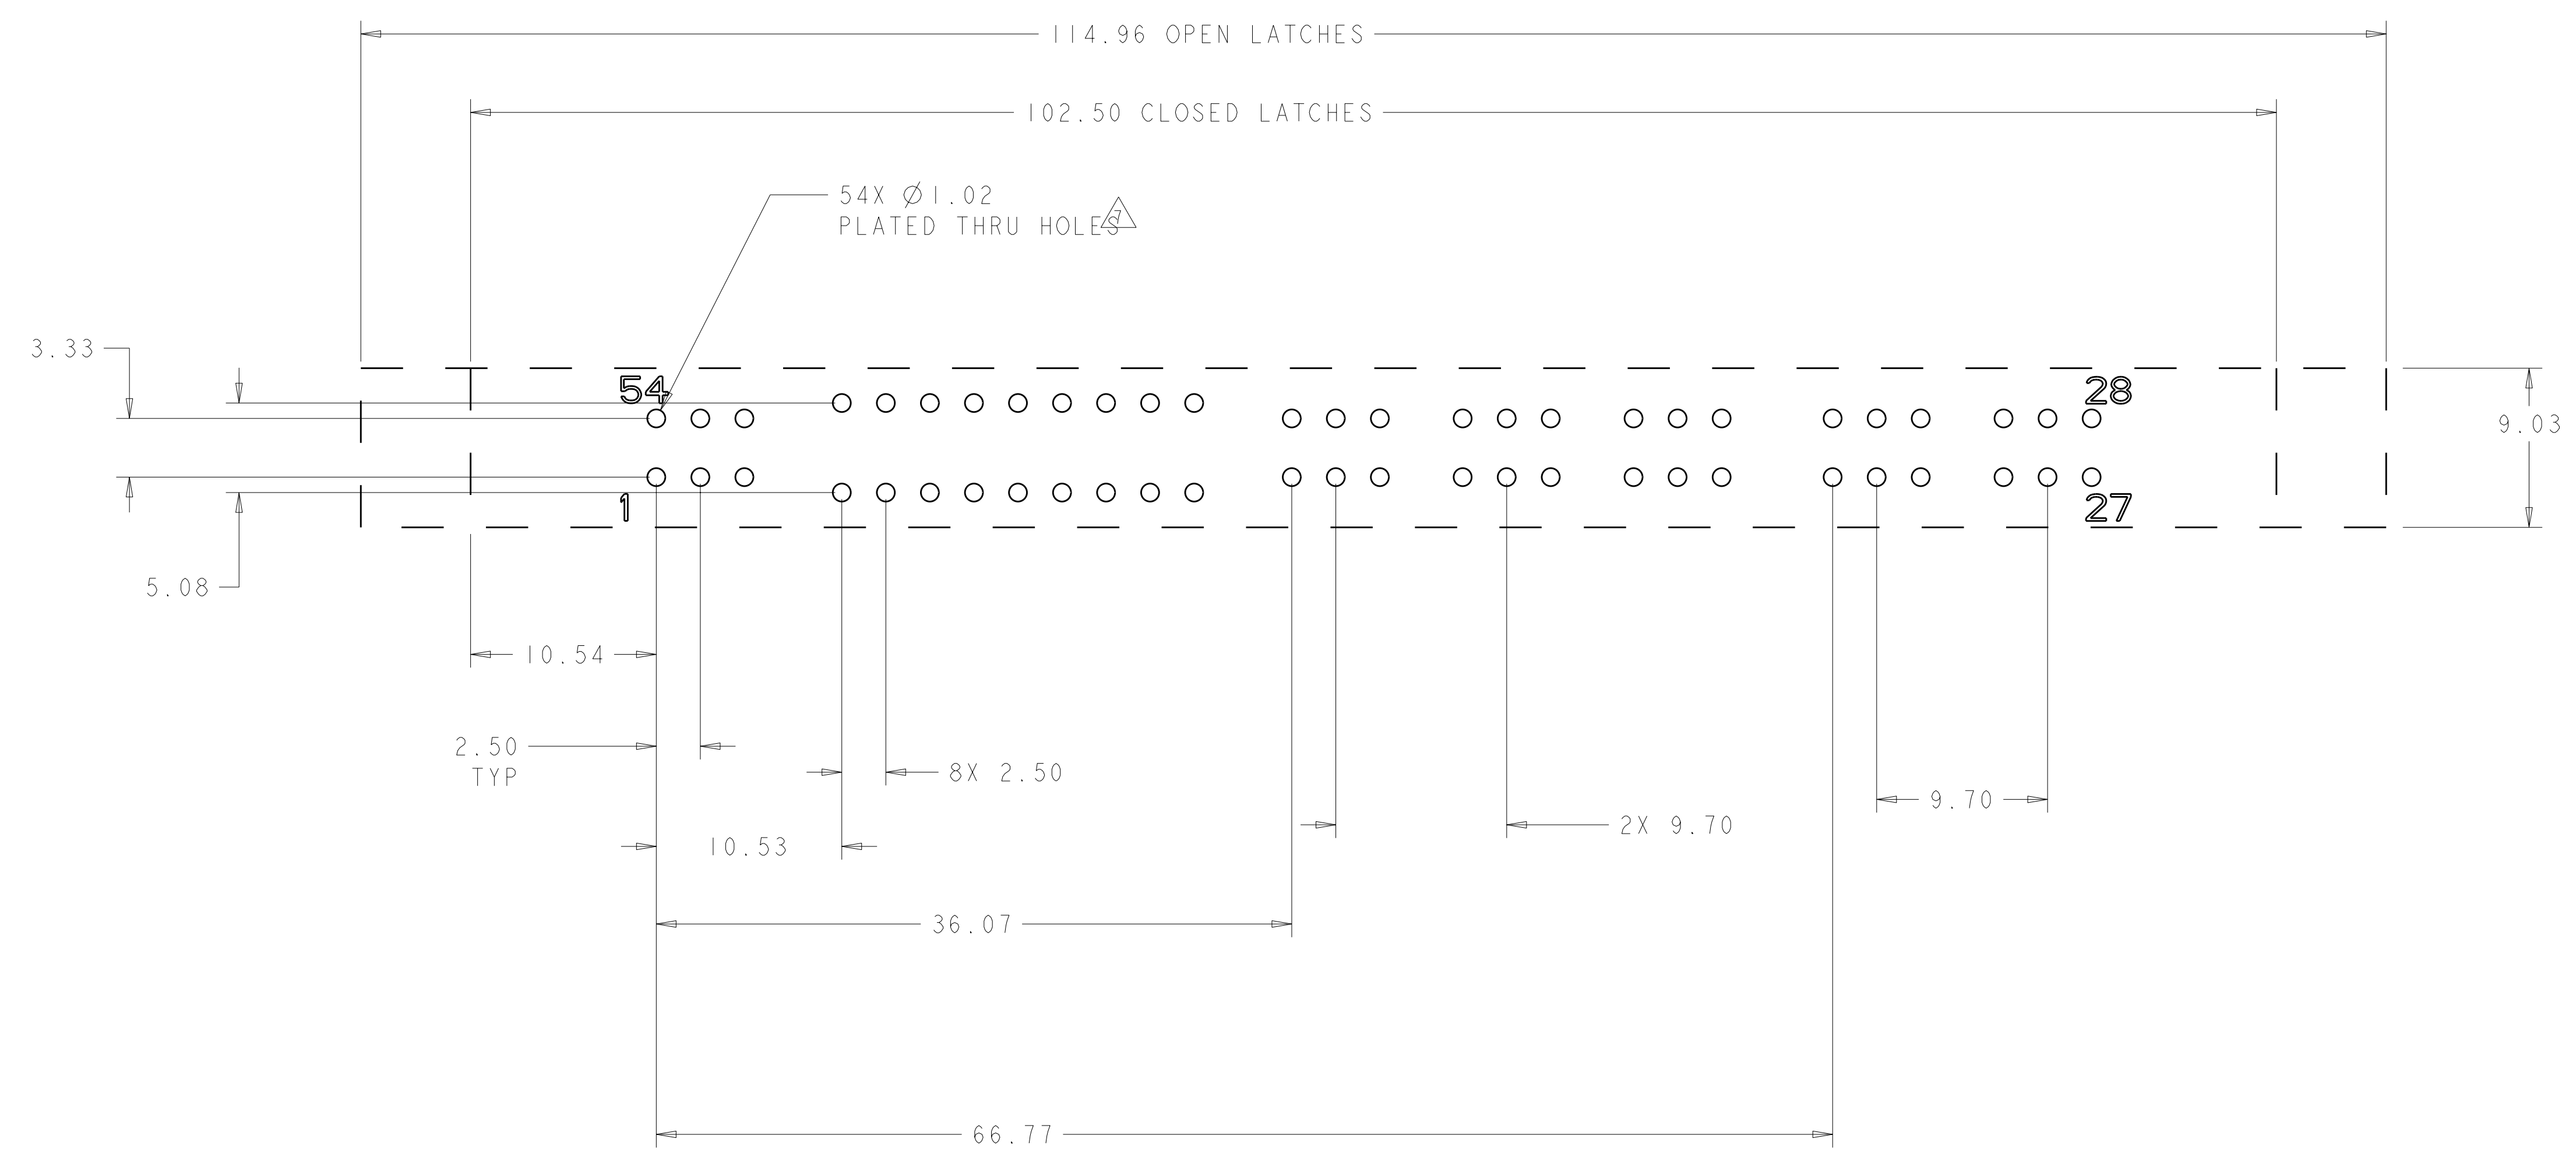 114.96 OPEN LATCHES
102.50 CLOSED LATCHES
54X Ø1.02
PLATED THRU HOLES 7
3.33
54
28
9.03
1
27
5.08
10.54
2.50
TYP
8X 2.50
9.70
2X 9.70
10.53
36.07
66.77